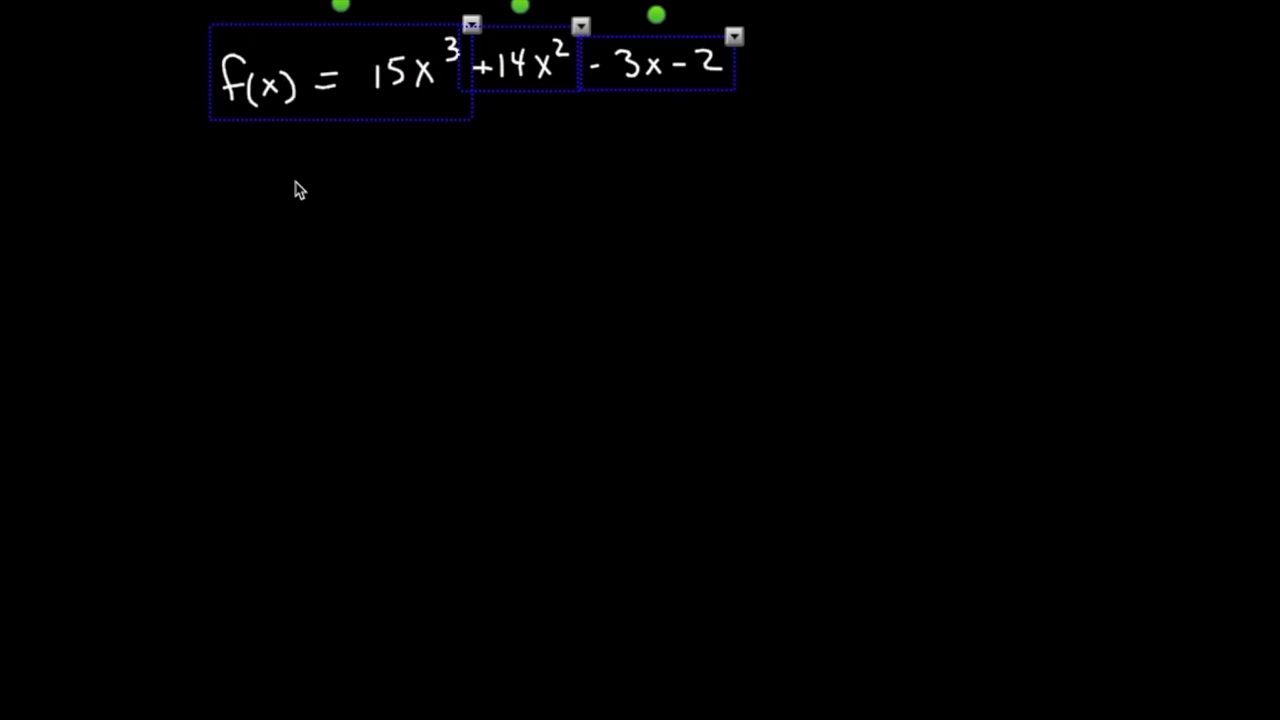 f(x) = 15x³ +14x² - 3x - 2